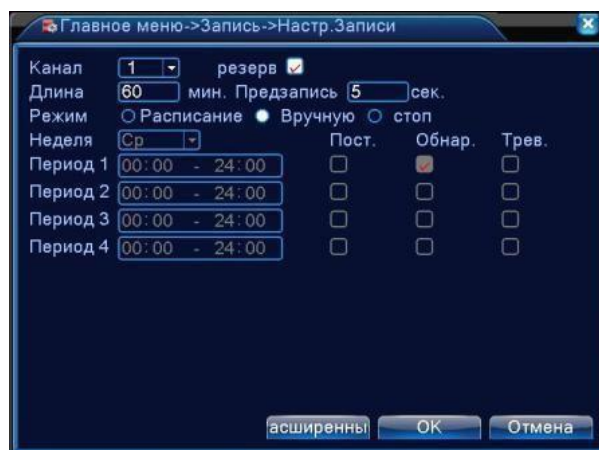 Главное меню->Запись->Настр.Записи
Канал 1 резерв
Длина 60 мин. Предзапись 5 сек.
Режим Расписание Вручную стоп
Неделя Ср Пост. Обнар. Трев.
Период 1 00:00 - 24:00
Период 2 00:00 - 24:00
Период 3 00:00 - 24:00
Период 4 00:00 - 24:00
асширенны OK Отмена